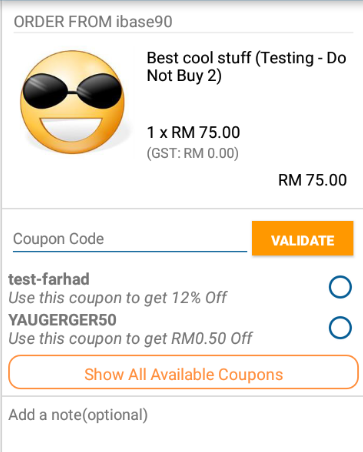 ORDER FROM ibase90
Best cool stuff (Testing - Do
Not Buy 2)
1 x RM 75.00
(GST: RM 0.00)
RM 75.00
Coupon Code
VALIDATE
test-farhad
Use this coupon to get 12% Off
YAUGERGER50
Use this coupon to get RM0.50 Off
Show All Available Coupons
Add a note(optional)